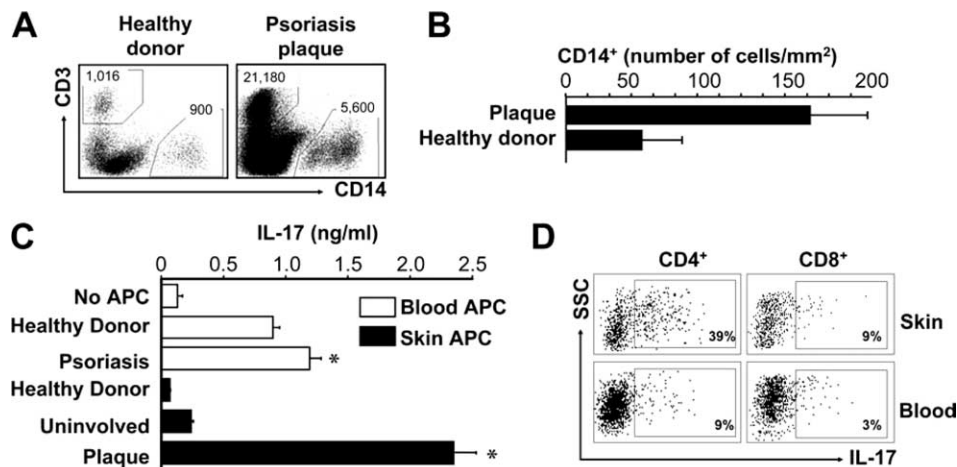 A
Healthy
donor
Psoriasis
plaque
CD3
1,016
900
21,180
5,600
CD14
B
CD14⁺ (number of cells/mm²)
0 50 100 150 200
Plaque
Healthy donor
C
IL-17 (ng/ml)
0 0.5 1.0 1.5 2.0 2.5
No APC
Healthy Donor
Psoriasis
*
Healthy Donor
Uninvolved
Plaque
*
Blood APC
Skin APC
D
CD4⁺ CD8⁺
SSC
39% 9%
Skin
9% 3%
Blood
IL-17